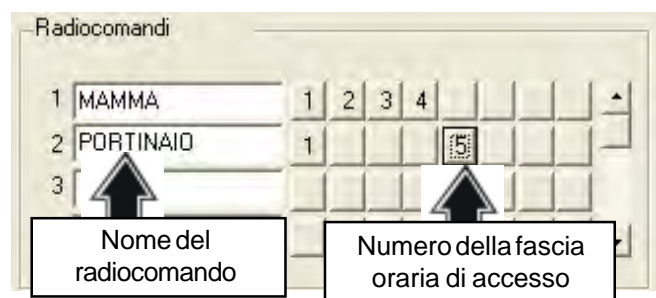 Radiocomandi
1 MAMMA 1 2 3 4
2 PORTINAIO 1 5
3
Nome del
radiocomando
Numero della fascia
oraria di accesso